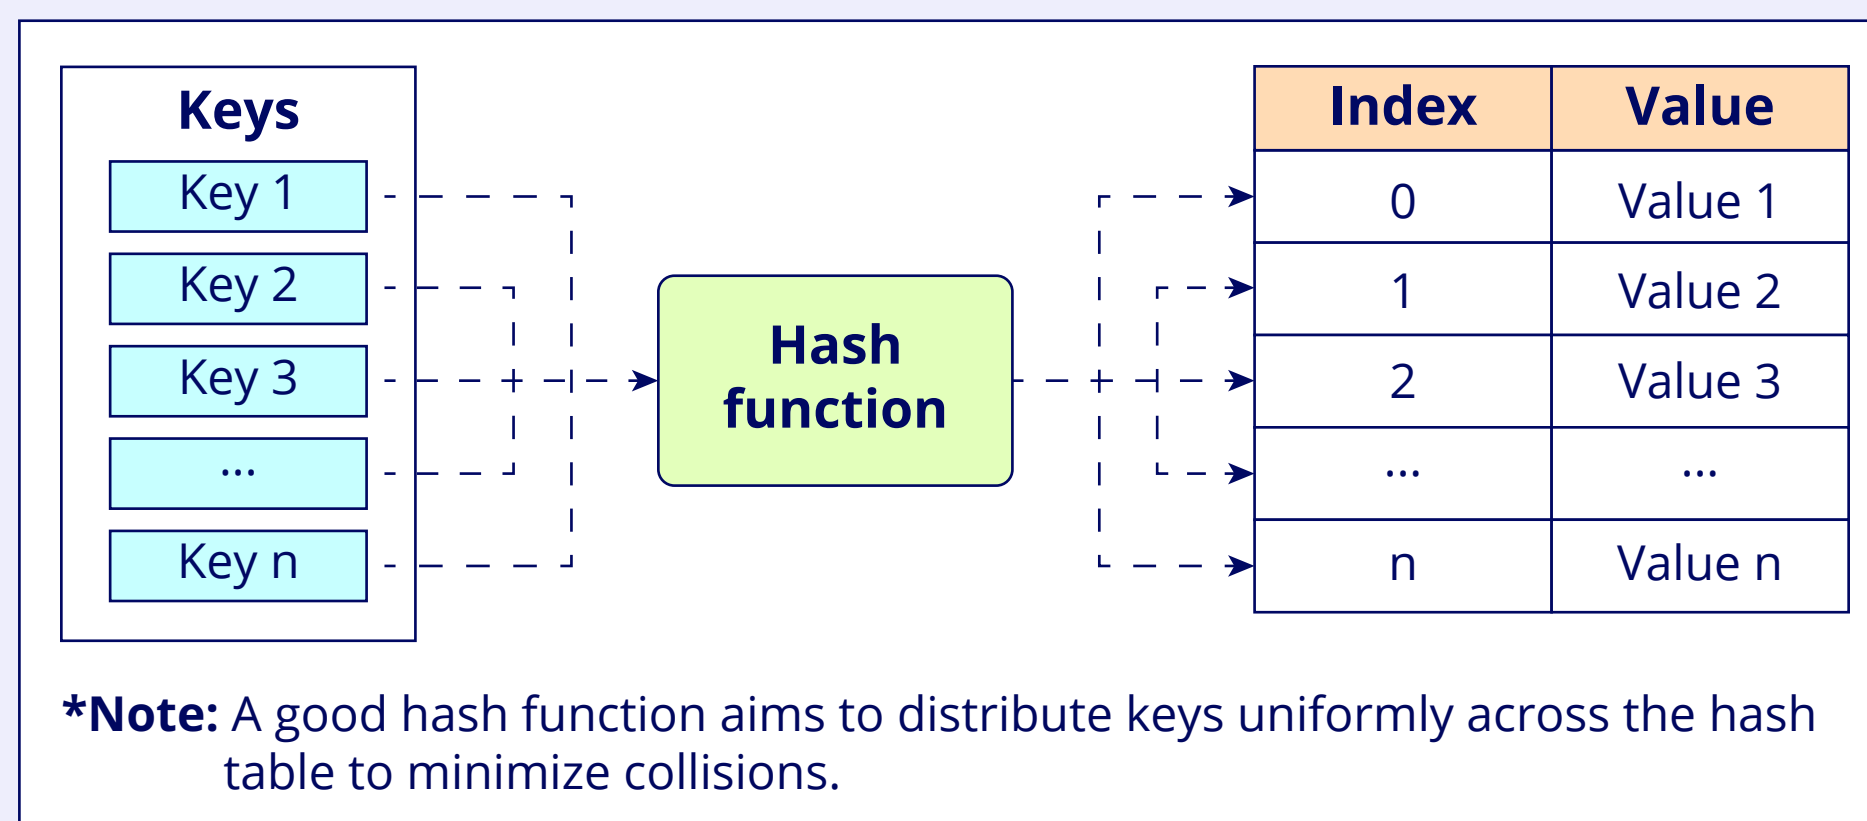 Keys
Key 1
Key 2
Key 3
...
Key n
Hash
function
Index Value
0 Value 1
1 Value 2
2 Value 3
... ...
n Value n
*Note: A good hash function aims to distribute keys uniformly across the hash
table to minimize collisions.